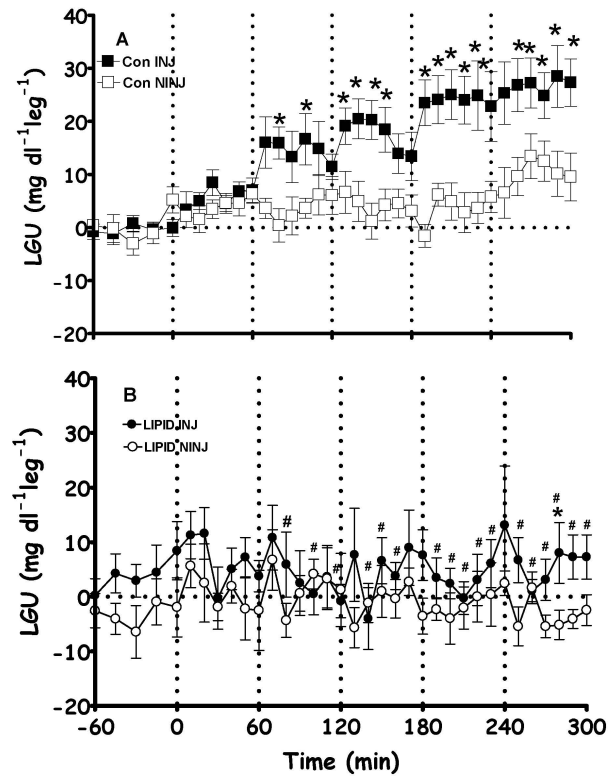 A
Con INJ
Con NINJ
LGU (mg dl⁻¹leg⁻¹)
40
30
20
10
0
-10
-20
* * * * * * * * * * * * * * * *
B
LIPID INJ
LIPID NINJ
LGU (mg dl⁻¹leg⁻¹)
40
30
20
10
0
-10
-20
# # # # # # # # # # # # # # # #
*
-60 0 60 120 180 240 300
Time (min)